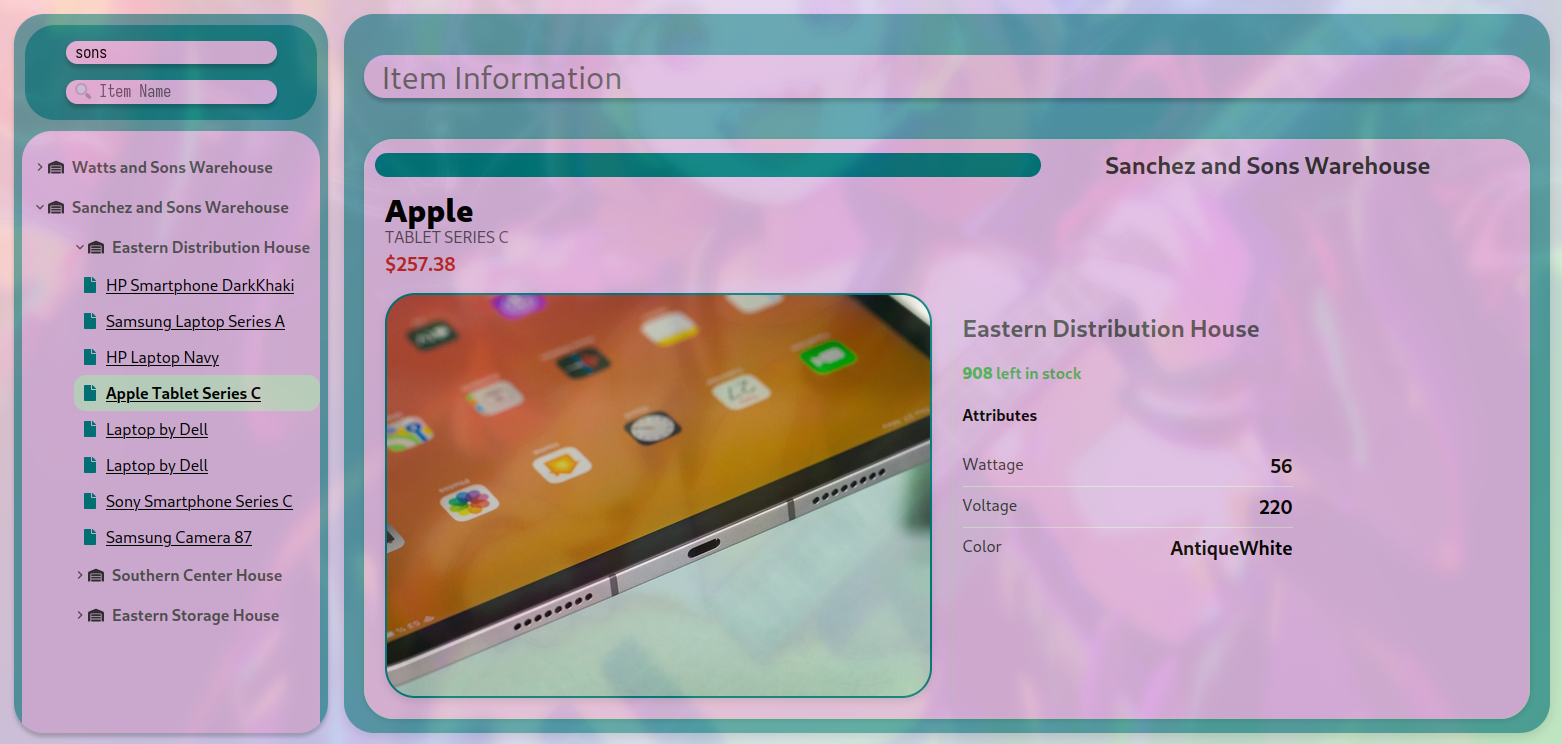 sons
Item Name
Watts and Sons Warehouse
Sanchez and Sons Warehouse
Eastern Distribution House
HP Smartphone DarkKhaki
Samsung Laptop Series A
HP Laptop Navy
Apple Tablet Series C
Laptop by Dell
Laptop by Dell
Sony Smartphone Series C
Samsung Camera 87
Southern Center House
Eastern Storage House
Item Information
Sanchez and Sons Warehouse
Apple
TABLET SERIES C
$257.38
Eastern Distribution House
908 left in stock
Attributes
Wattage 56
Voltage 220
Color AntiqueWhite